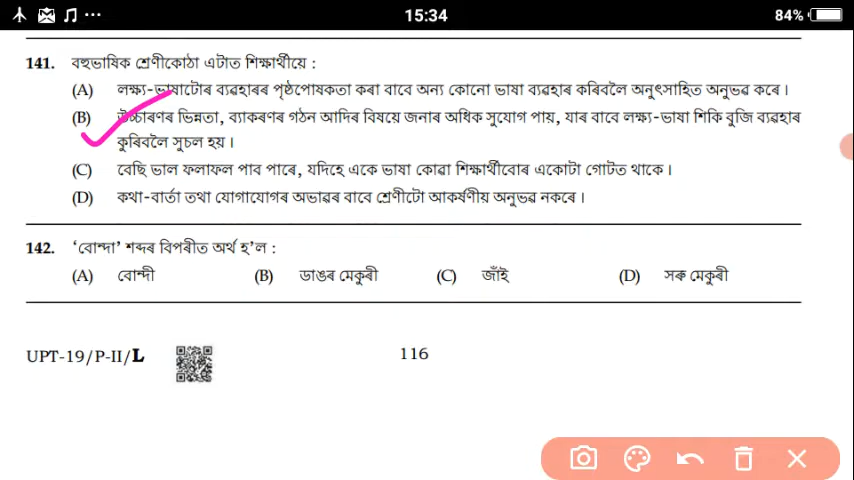 15:34
84%
141. বহুভাষিক শ্ৰেণীকোঠা এটাত শিক্ষাৰ্থীয়ে :
(A) লক্ষ্য-ভাষাটোৰ ব্যৱহাৰৰ পৃষ্ঠপোষকতা কৰা বাবে অন্য কোনো ভাষা ব্যৱহাৰ কৰিবলৈ অনুৎসাহিত অনুভৱ কৰে।
(B) উচ্চাৰণৰ ভিন্নতা, ব্যাকৰণৰ গঠন আদিৰ বিষয়ে জনাৰ অধিক সুযোগ পায়, যাৰ বাবে লক্ষ্য-ভাষা শিকি বুজি ব্যৱহাৰ
কুৰিবলৈ সুচল হয়।
(C) বেছি ভাল ফলাফল পাব পাৰে, যদিহে একে ভাষা কোৱা শিক্ষাৰ্থীবোৰ একোটা গোটত থাকে।
(D) কথা-বাৰ্তা তথা যোগাযোগৰ অভাৱৰ বাবে শ্ৰেণীটো আকৰ্ষণীয় অনুভৱ নকৰে।
142. ‘বোন্দা’ শব্দৰ বিপৰীত অৰ্থ হ’ল :
(A) বোন্দী (B) ডাঙৰ মেকুৰী (C) জাঁই (D) সৰু মেকুৰী
UPT-19/P-II/L 116